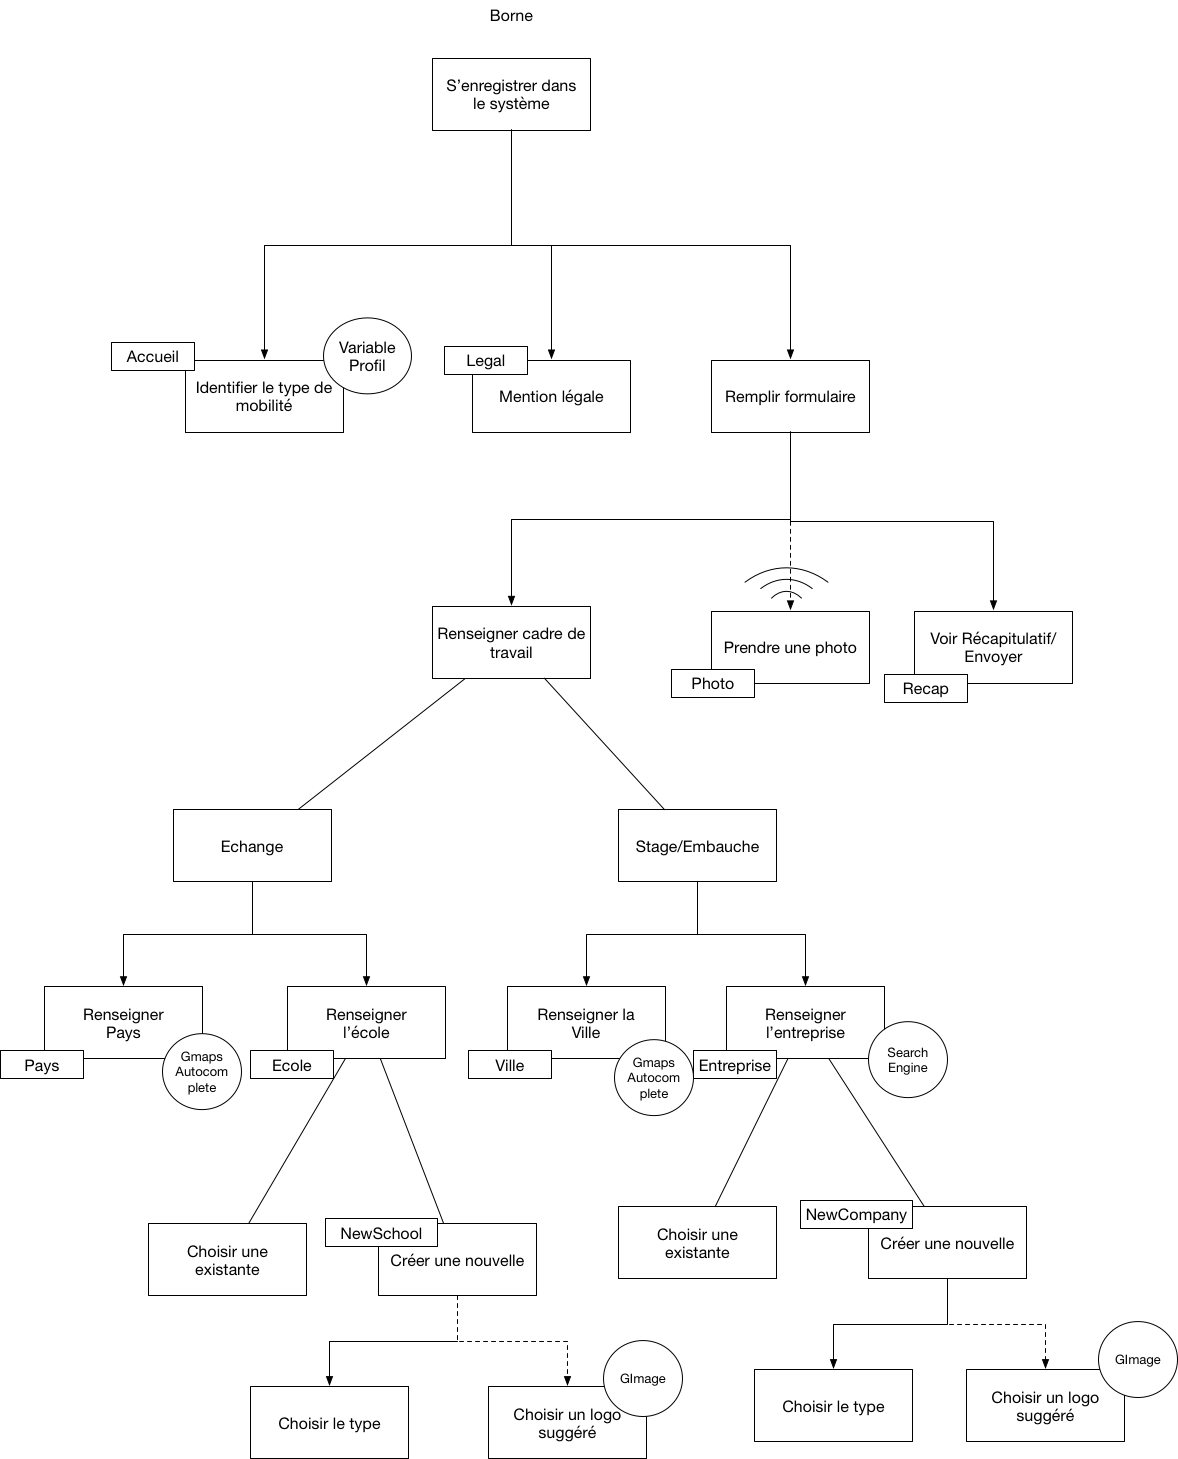 Borne
S’enregistrer dans
le système
Accueil
Variable
Profil
Identifier le type de
mobilité
Legal
Mention légale
Remplir formulaire
Renseigner cadre de
travail
Prendre une photo
Photo
Voir Récapitulatif/
Envoyer
Recap
Echange
Stage/Embauche
Renseigner
Pays
Pays
Gmaps
Autocom
plete
Renseigner
l’école
Ecole
Renseigner la
Ville
Ville
Gmaps
Autocom
plete
Renseigner
l’entreprise
Entreprise
Search
Engine
Choisir une
existante
NewSchool
Créer une nouvelle
Choisir une
existante
NewCompany
Créer une nouvelle
Choisir le type
GImage
Choisir un logo
suggéré
Choisir le type
GImage
Choisir un logo
suggéré